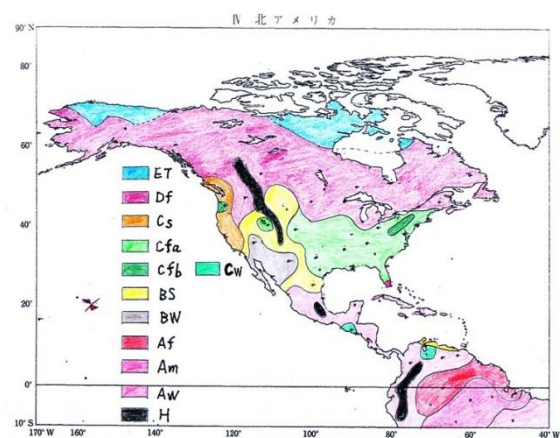 Ⅳ 北アメリカ
90°N
80°
60°
40°
20°
0°
10°S
170°W
160°
140°
120°
100°
80°
60°
40°W
ET
Df
Cs
Cfa
Cfb
Cw
BS
BW
Af
Am
Aw
H